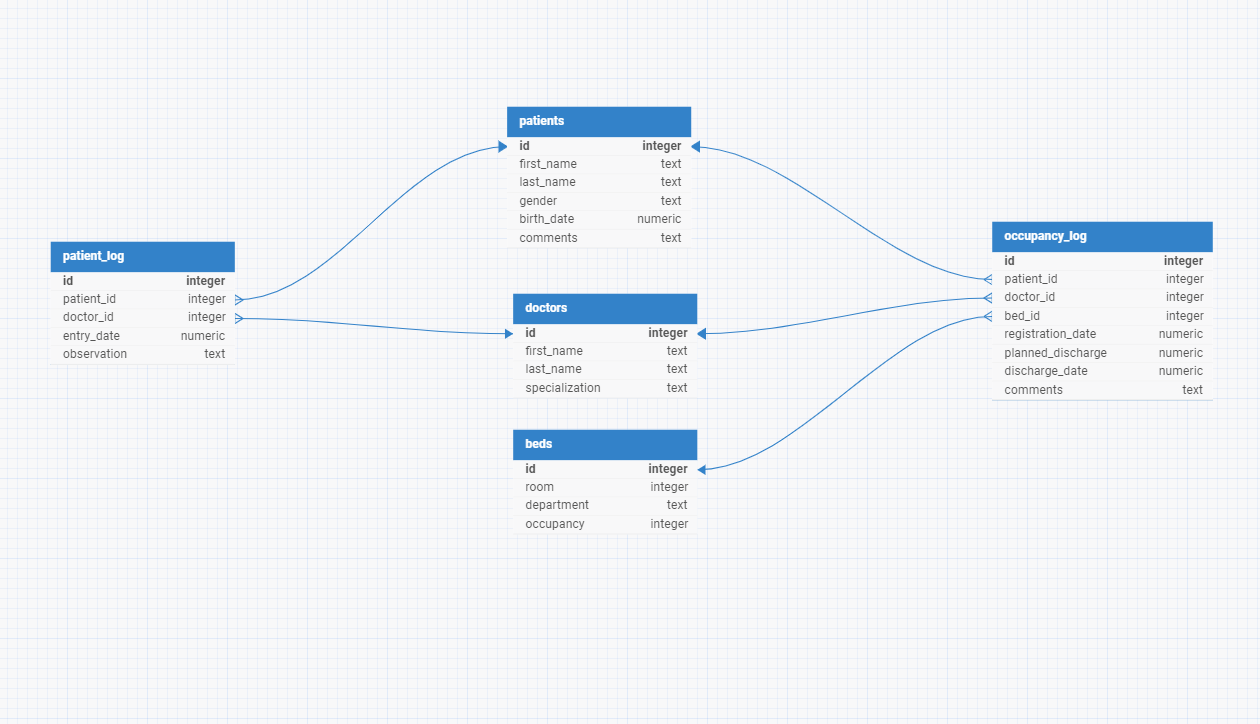 patients
id integer
first_name text
last_name text
gender text
birth_date numeric
comments text
patient_log
id integer
patient_id integer
doctor_id integer
entry_date numeric
observation text
doctors
id integer
first_name text
last_name text
specialization text
beds
id integer
room integer
department text
occupancy integer
occupancy_log
id integer
patient_id integer
doctor_id integer
bed_id integer
registration_date numeric
planned_discharge numeric
discharge_date numeric
comments text